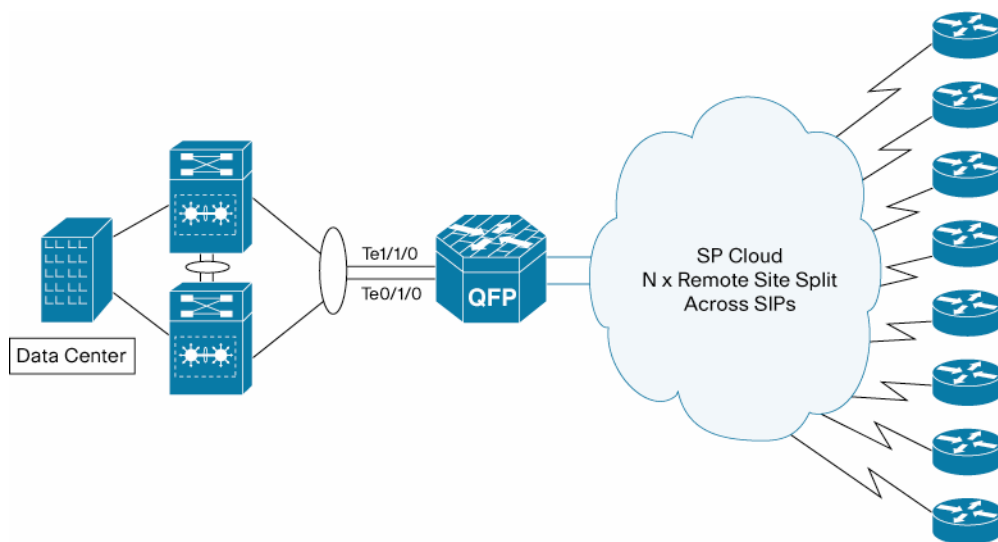 Data Center
Te1/1/0
Te0/1/0
QFP
SP Cloud
N x Remote Site Split
Across SIPs